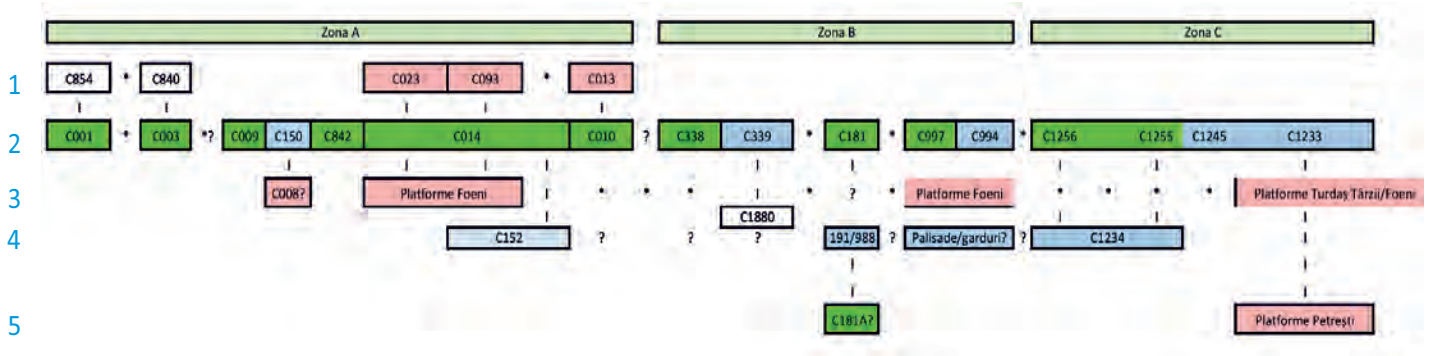 Zona A Zona B Zona C
1 C854 * C840 C023 C093 * C013
2 C001 * C003 *? C009 C150 C842 C014 C010 ? C338 C339 * C181 * C997 C994 * C1256 C1255 C1245 C1233
3 C008? Platforme Foeni * * * * ? * Platforme Foeni * * * * Platforme Turdaș Târzii/Foeni
C1880
4 C152 ? ? ? 191/988 ? Palisade/garduri? ? C1234
5 C181A? Platforme Petrești